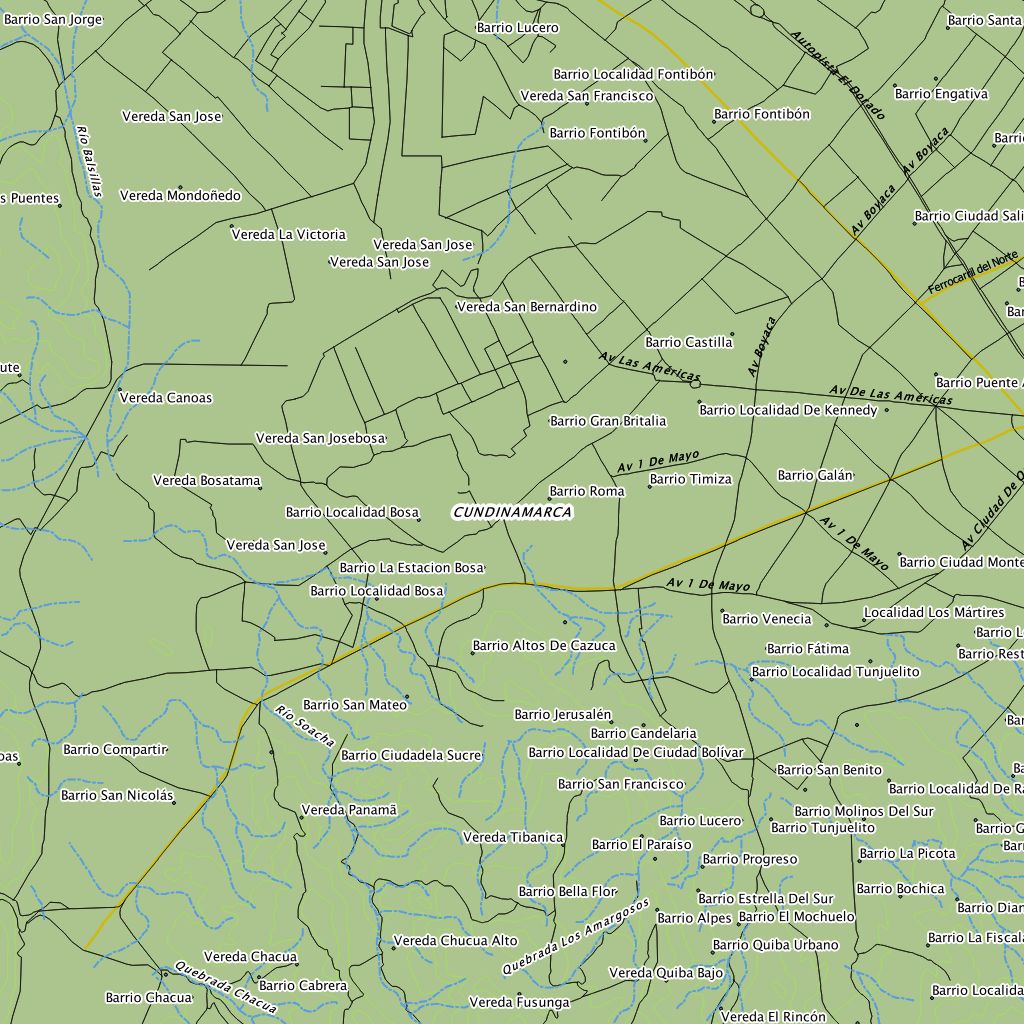 Barrio San Jorge
Barrio Lucero
Barrio Santa
Autopista El Dorado
Barrio Localidad Fontibón
Vereda San Francisco
Barrio Engativa
Vereda San Jose
Barrio Fontibón
Barrio Fontibón
Av Boyaca
Río Balsillas
Vereda Mondoñedo
s Puentes
Av Boyaca
Barrio Ciudad Sali
Vereda La Victoria
Vereda San Jose
Vereda San Jose
Ferrocarril del Norte
Vereda San Bernardino
Barrio Castilla
Av Boyaca
Av Las Américas
ute
Barrio Puente A
Av De Las Américas
Vereda Canoas
Barrio Localidad De Kennedy
Barrio Gran Britalia
Vereda San Josebosa
Av 1 De Mayo
Barrio Galán
Vereda Bosatama
Barrio Timiza
Barrio Roma
Barrio Localidad Bosa
CUNDINAMARCA
Av Ciudad De Q
Av 1 De Mayo
Vereda San Jose
Barrio Ciudad Monte
Barrio La Estacion Bosa
Av 1 De Mayo
Barrio Localidad Bosa
Localidad Los Mártires
Barrio Venecia
Barrio L
Barrio Altos De Cazuca
Barrio Fátima
Barrio Rest
Barrio Localidad Tunjuelito
Barrio San Mateo
Río Soacha
Barrio Jerusalén
Barrio Candelaria
Barrio Compartir
Barrio Ciudadela Sucre
Barrio Localidad De Ciudad Bolívar
oas
Barrio San Benito
Barrio San Francisco
Barrio Localidad De Ra
Barrio San Nicolás
Vereda Panamã
Barrio Molinos Del Sur
Barrio Lucero
Barrio Tunjuelito
Vereda Tibanica
Barrio El Paraíso
Barrio La Picota
Barrio Progreso
Barrio Bella Flor
Barrio Bochica
Barrio Estrella Del Sur
Barrio Dian
Barrio Alpes
Barrio El Mochuelo
Quebrada Los Amargosos
Vereda Chucua Alto
Barrio La Fiscala
Barrio Quiba Urbano
Vereda Chacua
Vereda Quiba Bajo
Quebrada Chacua
Barrio Cabrera
Barrio Chacua
Vereda Fusunga
Barrio Localida
Vereda El Rincón